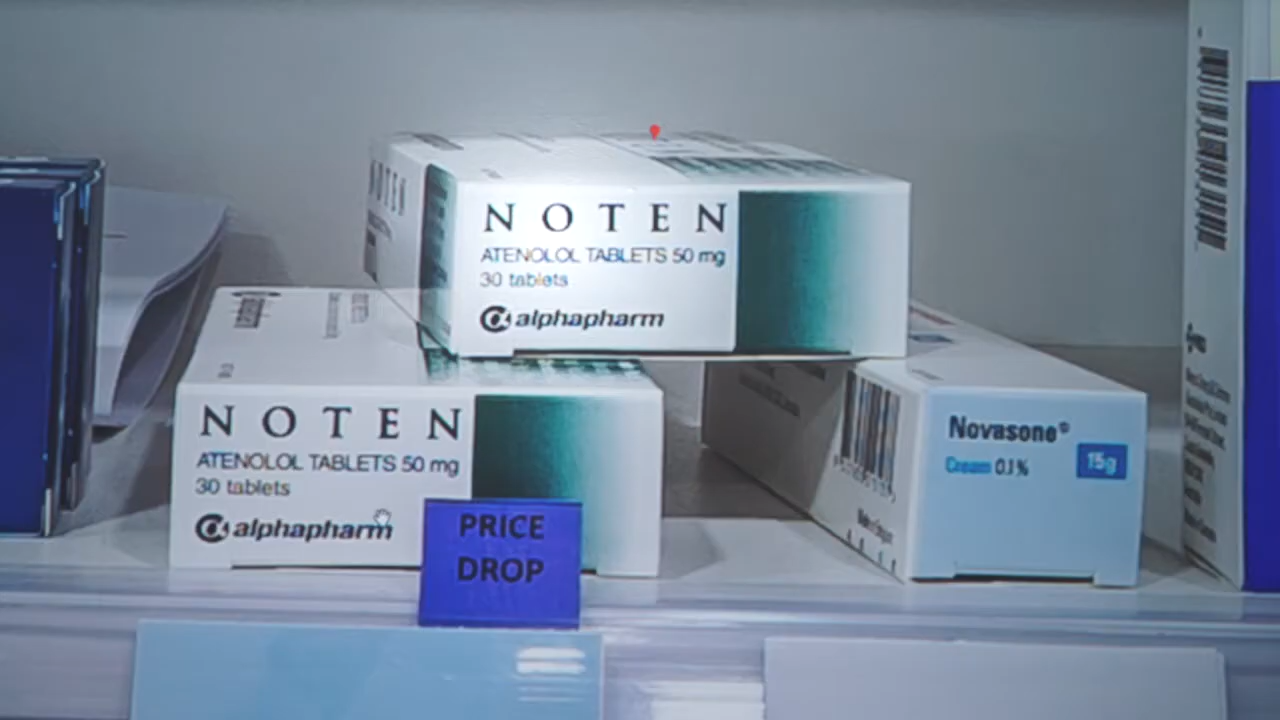 NOTEN
NOTEN
ATENOLOL TABLETS 50 mg
30 tablets
alphapharm
NOTEN
ATENOLOL TABLETS 50 mg
30 tablets
alphapharm
PRICE
DROP
Novasone®
Cream 0.1%
15g